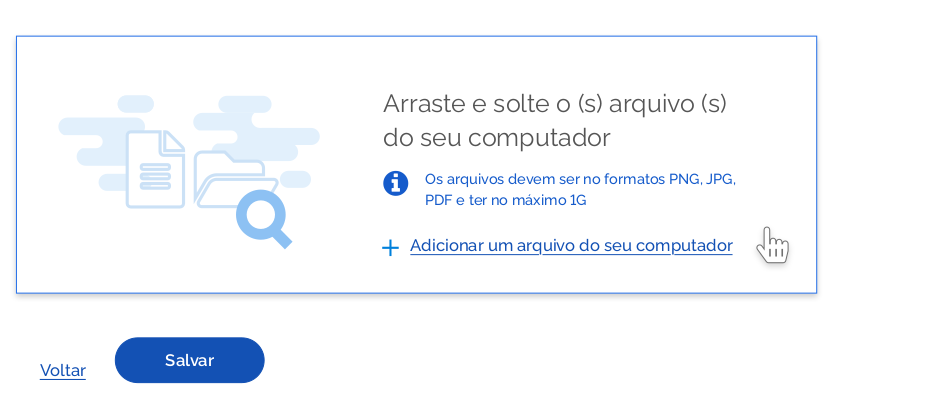 Arraste e solte o (s) arquivo (s)
do seu computador
Os arquivos devem ser no formatos PNG, JPG,
PDF e ter no máximo 1G
Adicionar um arquivo do seu computador
Voltar
Salvar